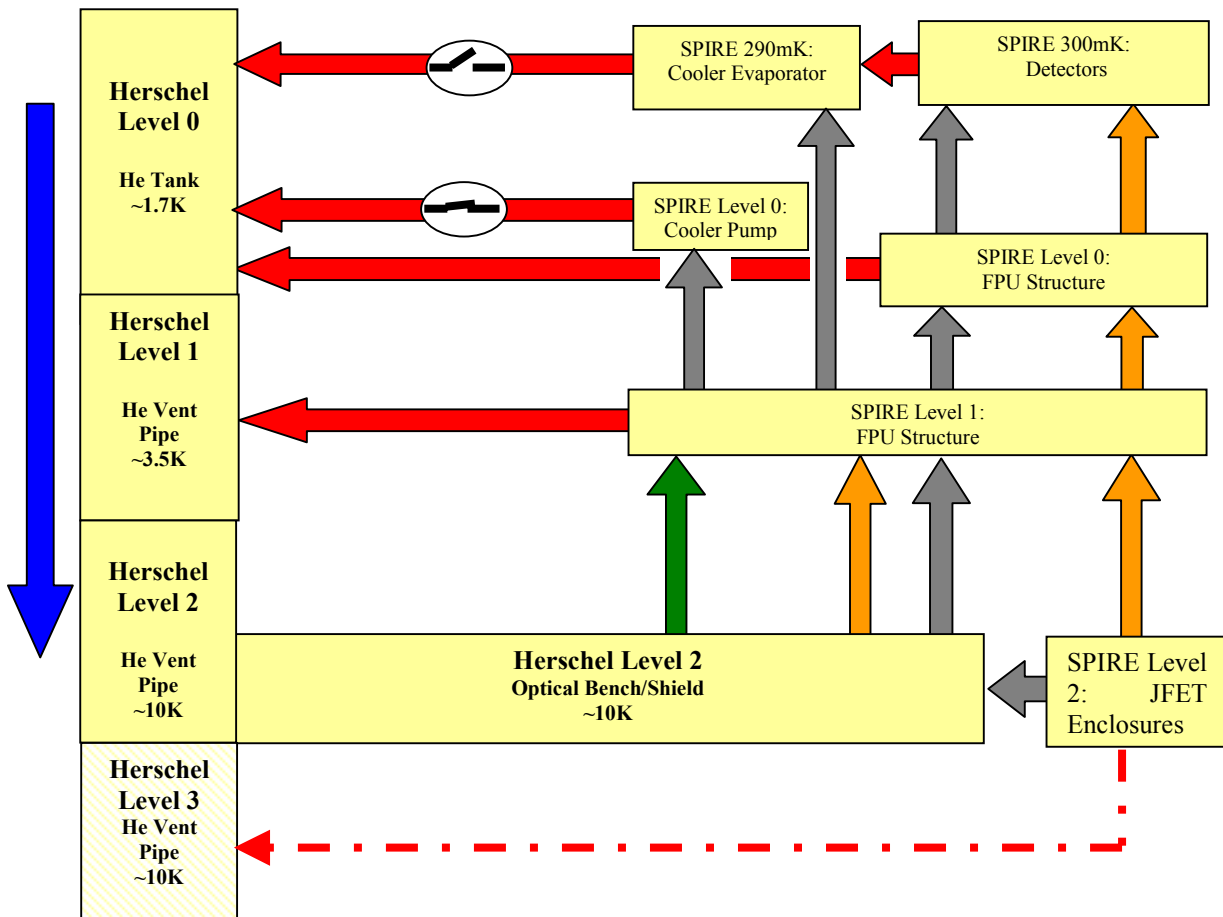 Herschel
Level 0
He Tank
~1.7K
Herschel
Level 1
He Vent
Pipe
~3.5K
Herschel
Level 2
He Vent
Pipe
~10K
Herschel
Level 3
He Vent
Pipe
~10K
SPIRE 290mK:
Cooler Evaporator
SPIRE 300mK:
Detectors
SPIRE Level 0:
Cooler Pump
SPIRE Level 0:
FPU Structure
SPIRE Level 1:
FPU Structure
Herschel Level 2
Optical Bench/Shield
~10K
SPIRE Level
2: JFET
Enclosures